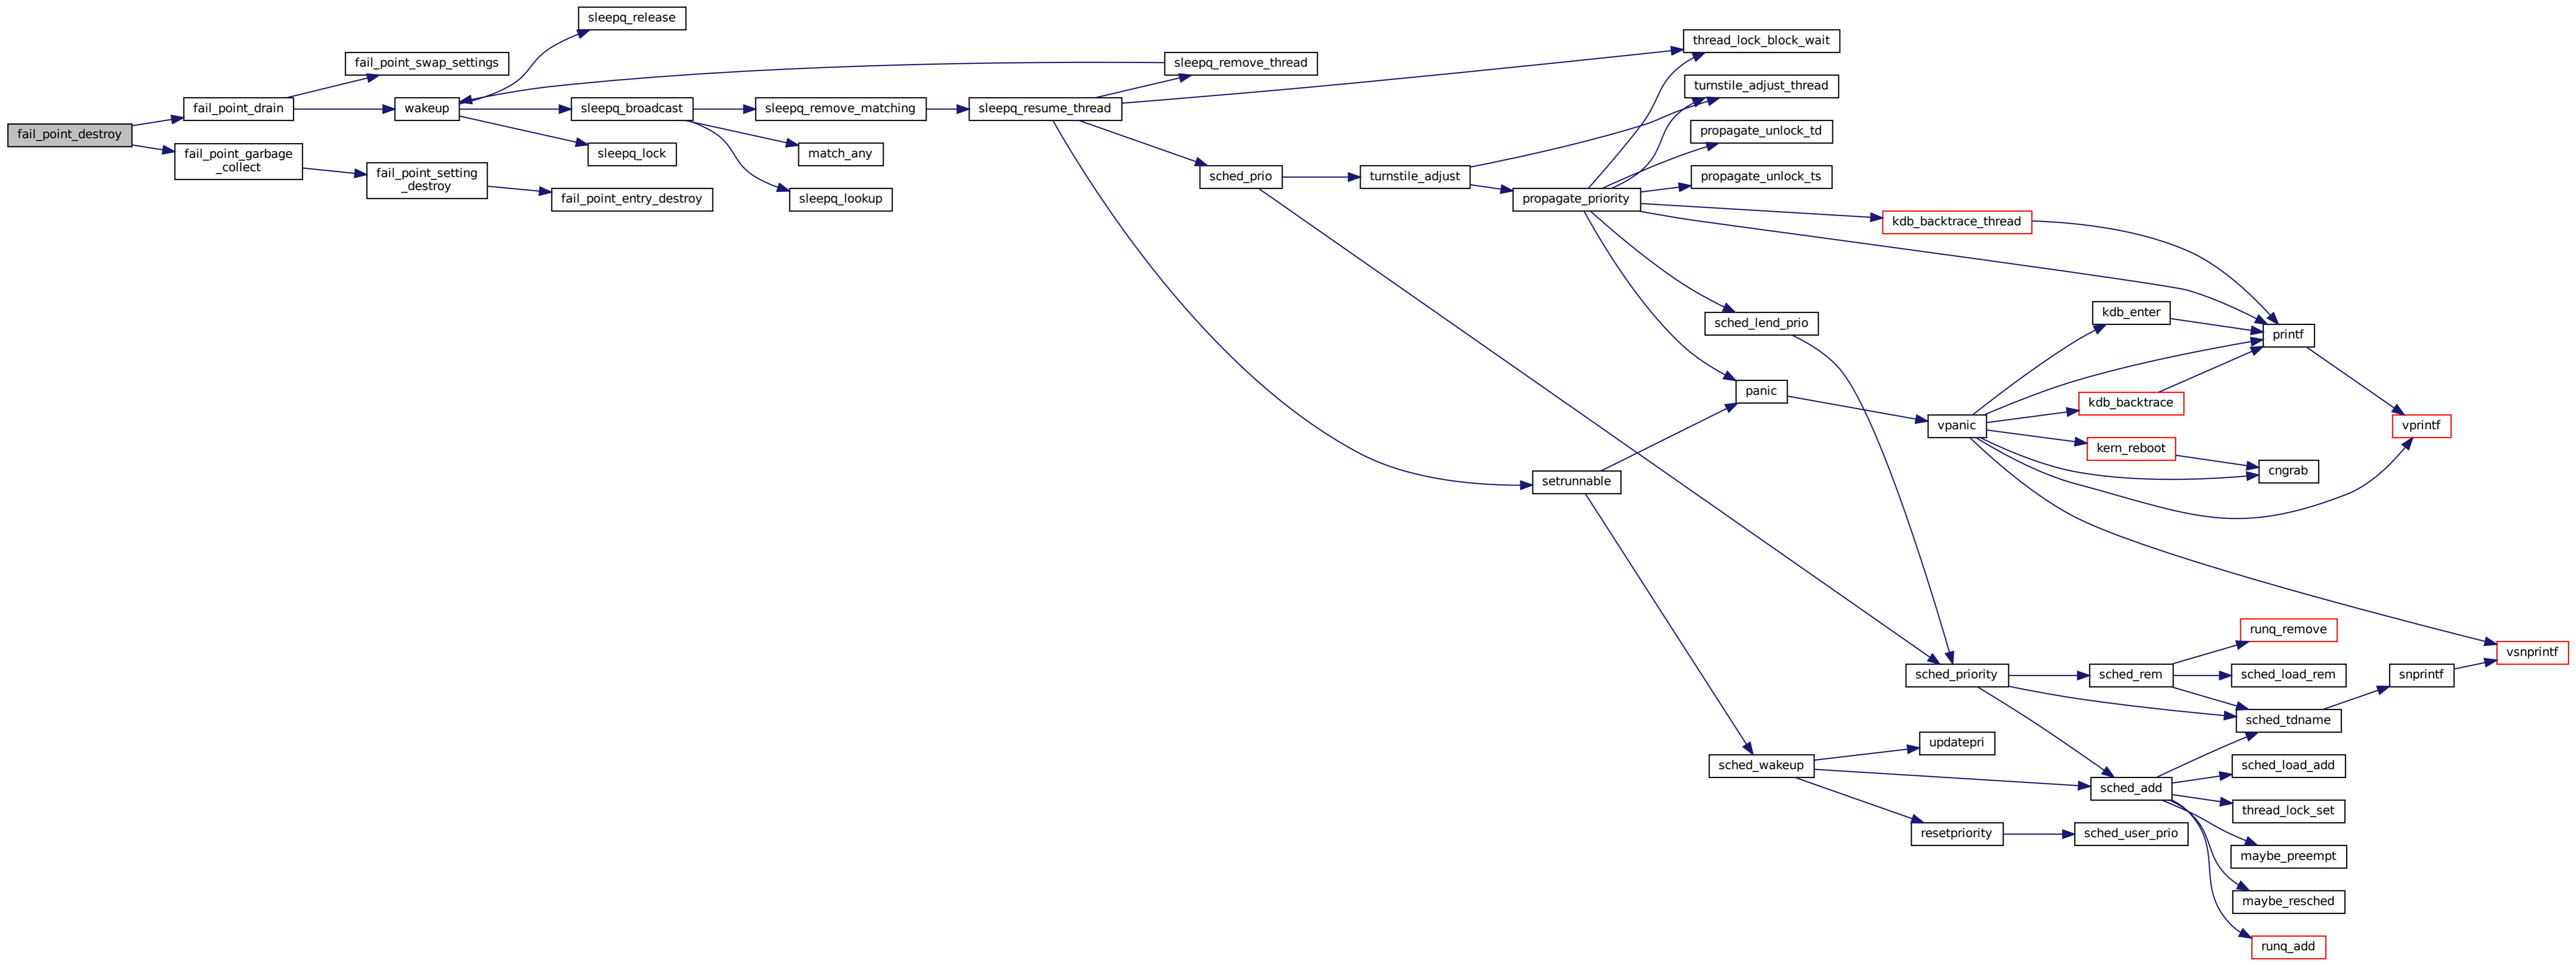 sleepq_release
thread_lock_block_wait
fail_point_swap_settings
sleepq_remove_thread
turnstile_adjust_thread
fail_point_drain
wakeup
sleepq_broadcast
sleepq_remove_matching
sleepq_resume_thread
fail_point_destroy
propagate_unlock_td
fail_point_garbage
_collect
sleepq_lock
match_any
fail_point_setting
_destroy
sched_prio
turnstile_adjust
propagate_unlock_ts
fail_point_entry_destroy
sleepq_lookup
propagate_priority
kdb_backtrace_thread
kdb_enter
sched_lend_prio
printf
panic
kdb_backtrace
vpanic
vprintf
kern_reboot
cngrab
setrunnable
runq_remove
vsnprintf
sched_priority
sched_rem
sched_load_rem
snprintf
sched_tdname
updatepri
sched_wakeup
sched_load_add
sched_add
thread_lock_set
resetpriority
sched_user_prio
maybe_preempt
maybe_resched
runq_add